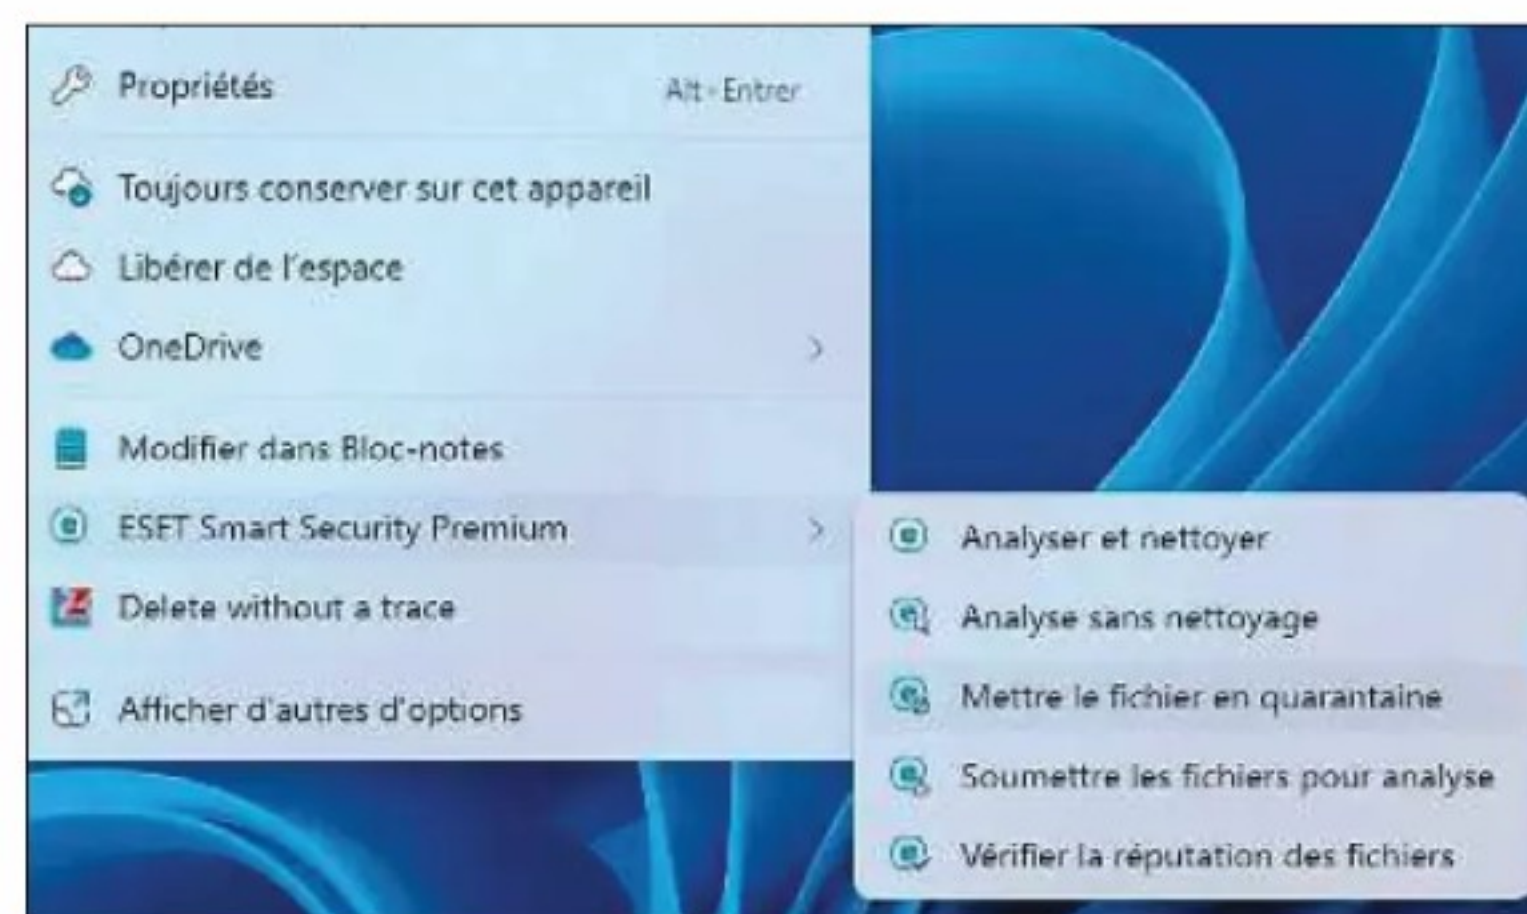 Propriétés
Alt+Entrer
Toujours conserver sur cet appareil
Libérer de l'espace
OneDrive
Modifier dans Bloc-notes
ESET Smart Security Premium
Delete without a trace
Afficher d'autres d'options
Analyser et nettoyer
Analyse sans nettoyage
Mettre le fichier en quarantaine
Soumettre les fichiers pour analyse
Vérifier la réputation des fichiers